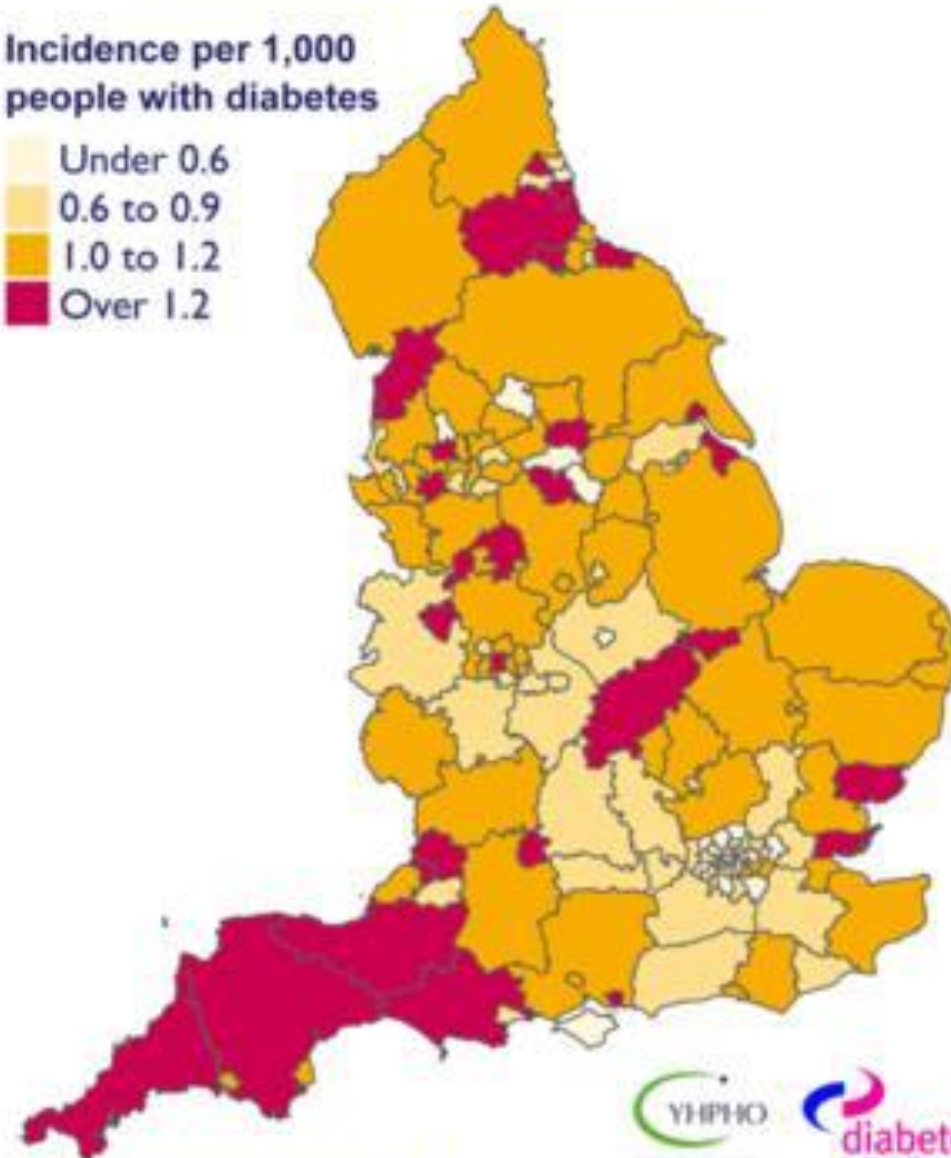 Incidence per 1,000
people with diabetes
Under 0.6
0.6 to 0.9
1.0 to 1.2
Over 1.2
YHPHO
diabet